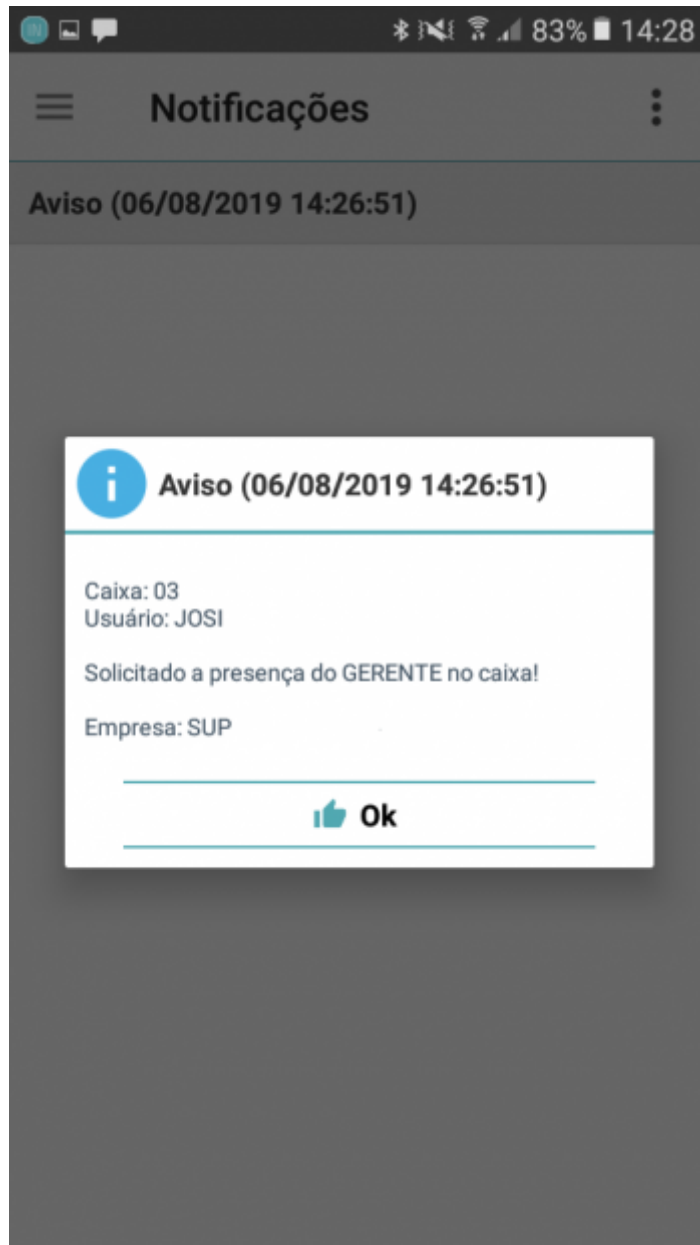 IN
83% 14:28
Notificações
Aviso (06/08/2019 14:26:51)
Aviso (06/08/2019 14:26:51)
Caixa: 03
Usuário: JOSI
Solicitado a presença do GERENTE no caixa!
Empresa: SUP
Ok